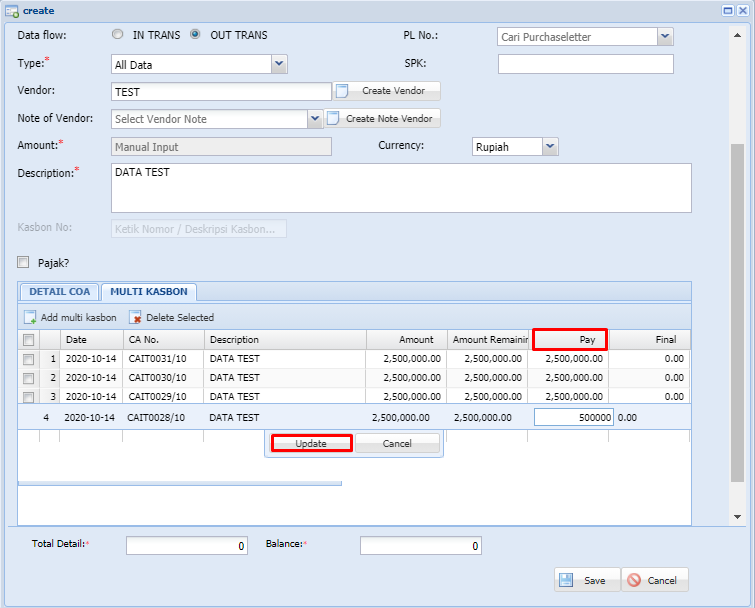 create
Data flow: IN TRANS OUT TRANS PL No.: Cari Purchaseletter
Type:* All Data SPK:
Vendor: TEST Create Vendor
Note of Vendor: Select Vendor Note Create Note Vendor
Amount:* Manual Input Currency: Rupiah
Description:* DATA TEST
Kasbon No: Ketik Nomor / Deskripsi Kasbon...
Pajak?
DETAIL COA MULTI KASBON
Add multi kasbon Delete Selected
Date CA No. Description Amount Amount Remainin Pay Final
1 2020-10-14 CAIT0031/10 DATA TEST 2,500,000.00 2,500,000.00 2,500,000.00 0.00
2 2020-10-14 CAIT0030/10 DATA TEST 2,500,000.00 2,500,000.00 2,500,000.00 0.00
3 2020-10-14 CAIT0029/10 DATA TEST 2,500,000.00 2,500,000.00 2,500,000.00 0.00
4 2020-10-14 CAIT0028/10 DATA TEST 2,500,000.00 2,500,000.00 500000 0.00
Update Cancel
Total Detail:* 0 Balance:* 0
Save Cancel